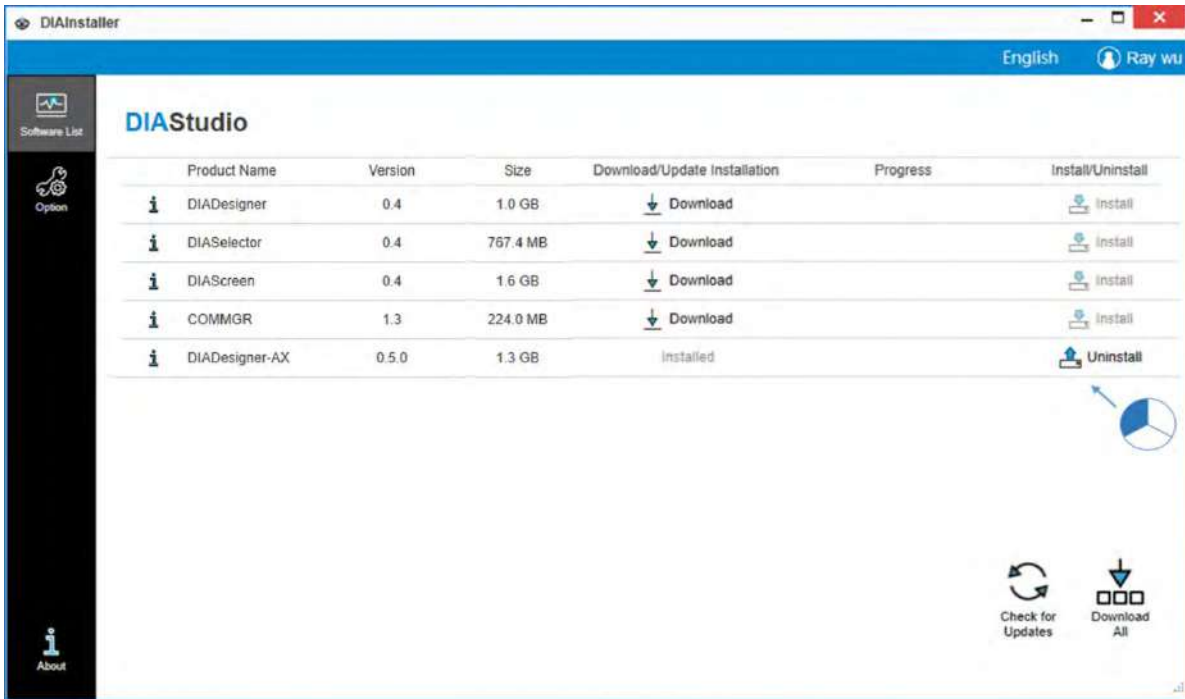 DIAInstaller
English Ray wu
Software List
DIAStudio
Product Name Version Size Download/Update Installation Progress Install/Uninstall
Option
DIADesigner 0.4 1.0 GB Download Install
DIASelector 0.4 767.4 MB Download Install
DIAScreen 0.4 1.6 GB Download Install
COMMGR 1.3 224.0 MB Download Install
DIADesigner-AX 0.5.0 1.3 GB Installed Uninstall
Check for
Updates
Download
All
About